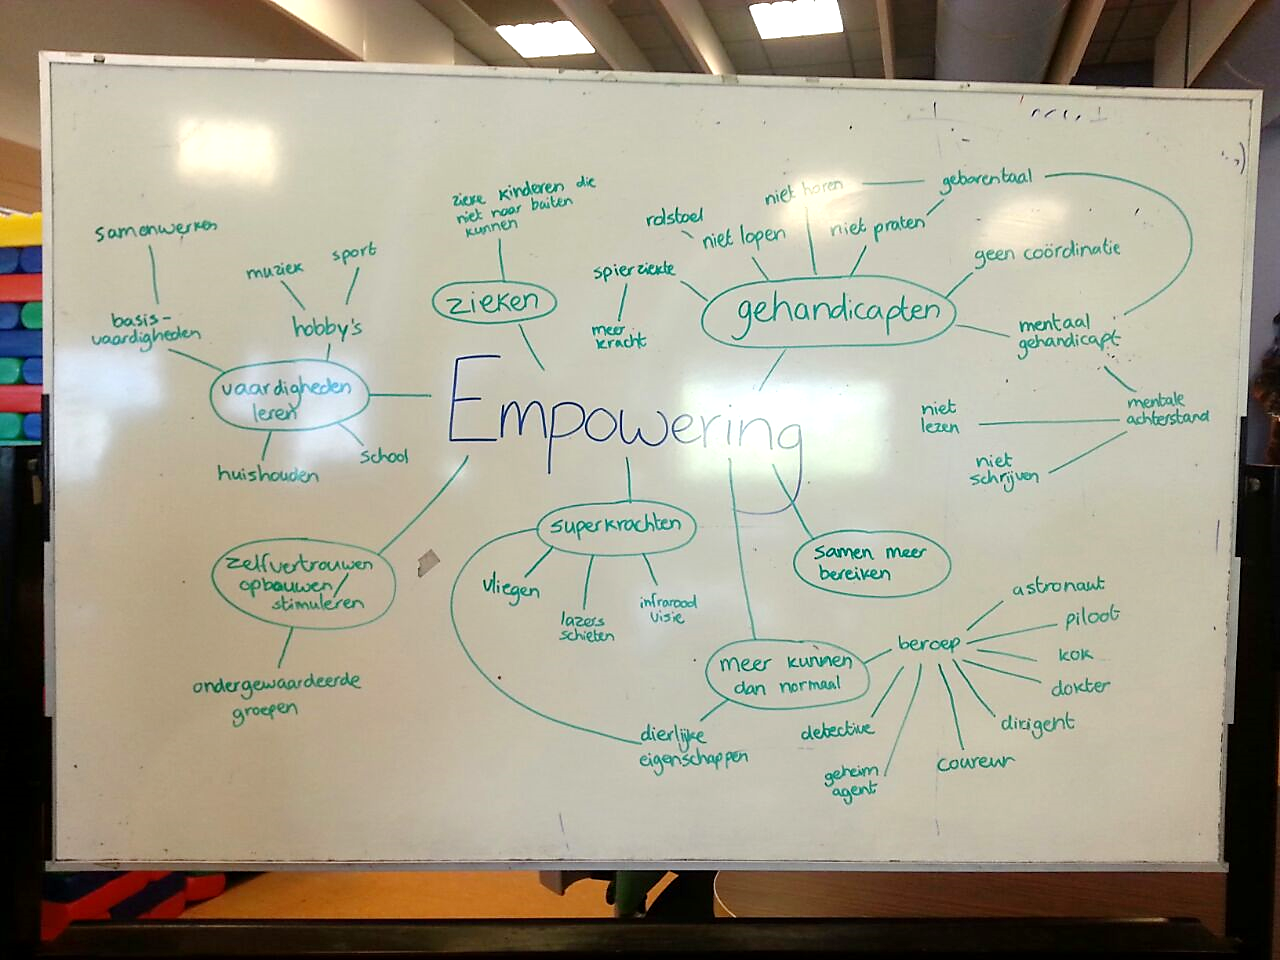 zieke kinderen die
niet naar buiten
kunnen
zieken
samenwerken
basis-
vaardigheden
muziek
sport
hobby's
vaardigheden
leren
huishouden
school
rolstoel
niet lopen
niet horen
niet praten
gebarentaal
geen coördinatie
spierziekte
meer
kracht
gehandicapten
mentaal
gehandicapt
mentale
achterstand
niet
lezen
niet
schrijven
Empowering
zelfvertrouwen
opbouwen/
stimuleren
ondergewaardeerde
groepen
superkrachten
vliegen
lazers
schieten
infrarood
visie
samen meer
bereiken
meer kunnen
dan normaal
dierlijke
eigenschappen
beroep
astronaut
piloot
kok
dokter
dirigent
coureur
geheim
agent
detective